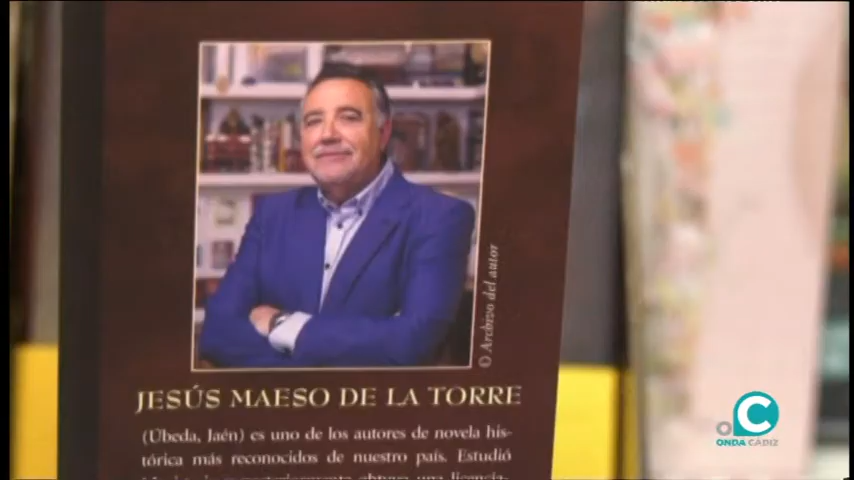 © Archivo del autor
JESÚS MAESO DE LA TORRE
(Úbeda, Jaén) es uno de los autores de novela his-
tórica más reconocidos de nuestro país. Estudió
ONDA CÁDIZ